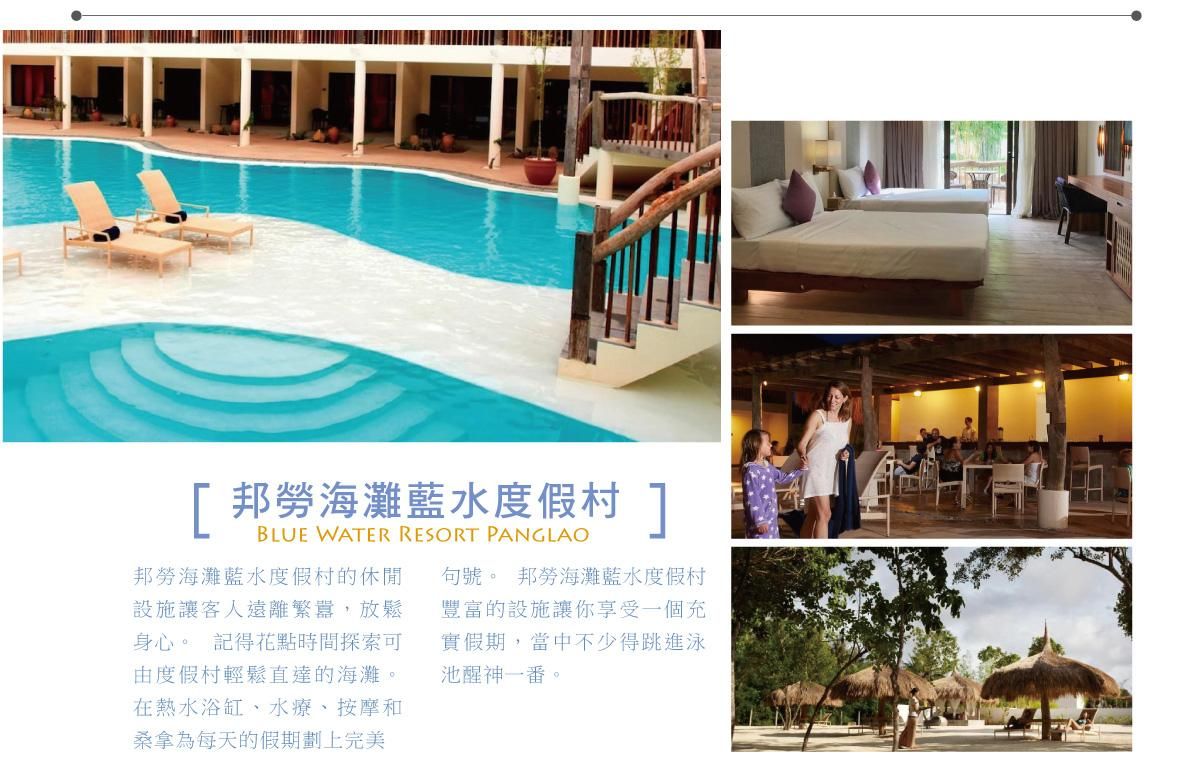 邦勞海灘藍水度假村
BLUE WATER RESORT PANGLAO
邦勞海灘藍水度假村的休閒
設施讓客人遠離繁囂，放鬆
身心。 記得花點時間探索可
由度假村輕鬆直達的海灘。
在熱水浴缸、水療、按摩和
桑拿為每天的假期劃上完美
句號。 邦勞海灘藍水度假村
豐富的設施讓你享受一個充
實假期，當中不少得跳進泳
池醒神一番。